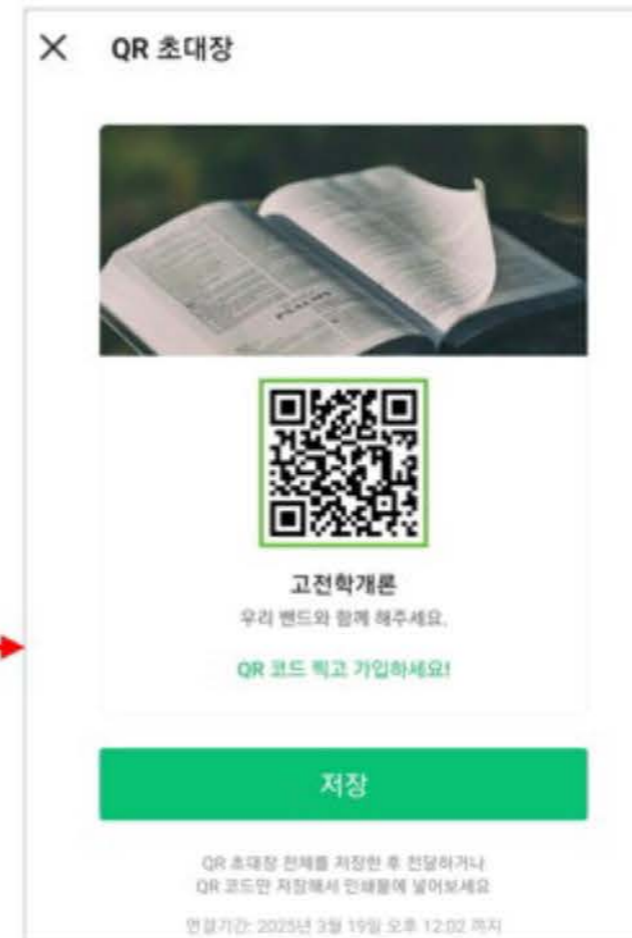 QR 초대장
PSALMS
고전학개론
우리 밴드와 함께 해주세요.
QR 코드 찍고 가입하세요!
저장
QR 초대장 전체를 저장한 후 전달하거나
QR 코드만 저장해서 인쇄물에 넣어보세요
연결기간: 2025년 3월 19일 오후 12:02 까지